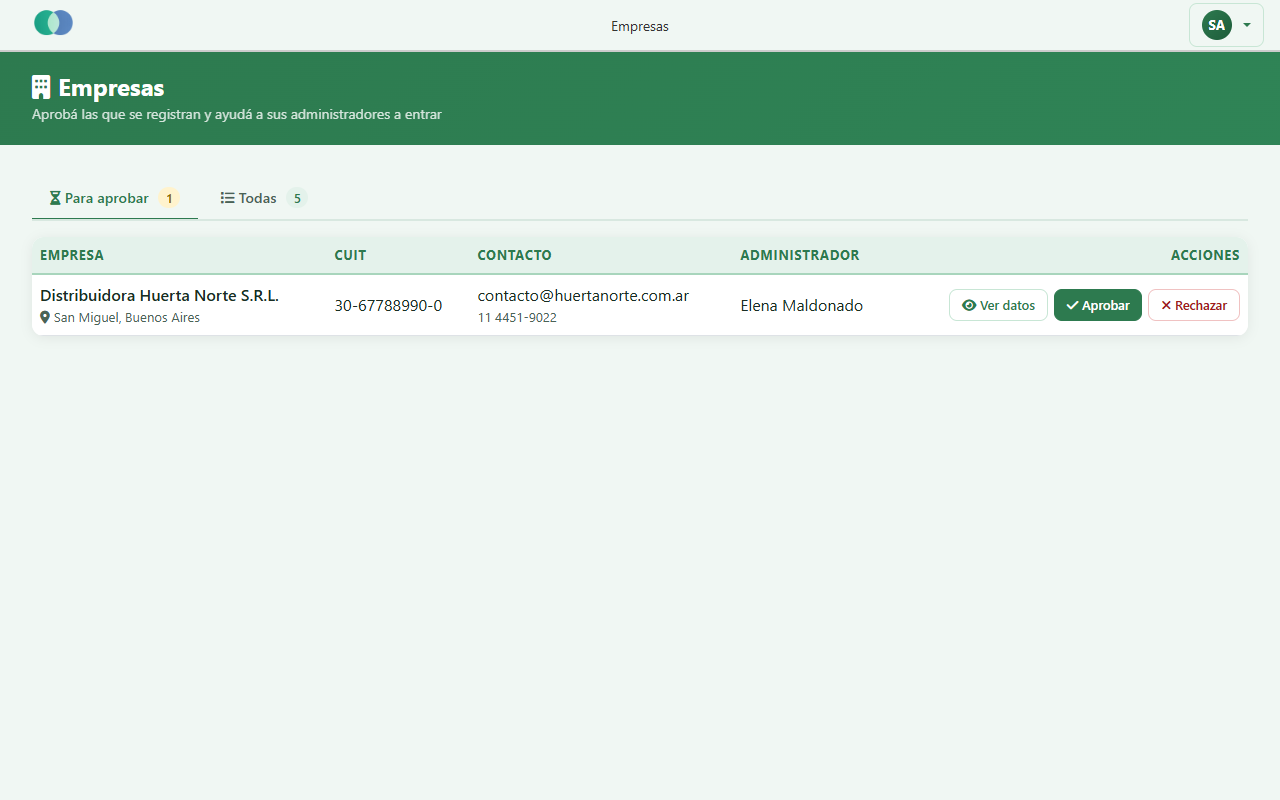 Empresas
SA
Empresas
Aprobá las que se registran y ayudá a sus administradores a entrar
Para aprobar 1
Todas 5
EMPRESA CUIT CONTACTO ADMINISTRADOR ACCIONES
Distribuidora Huerta Norte S.R.L.
San Miguel, Buenos Aires
30-67788990-0
contacto@huertanorte.com.ar
11 4451-9022
Elena Maldonado
Ver datos
Aprobar
Rechazar